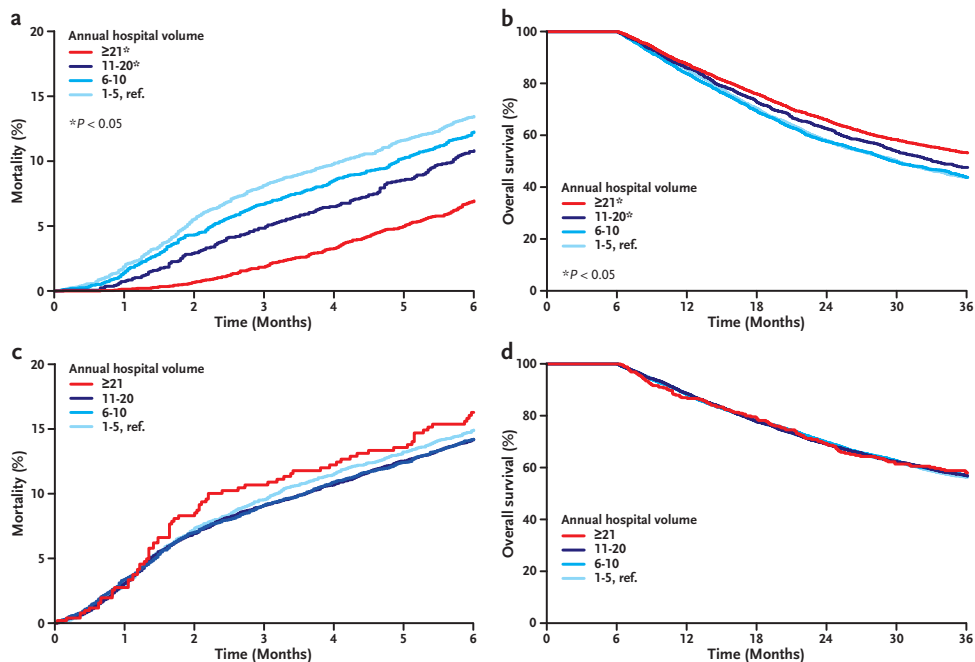 a
Mortality (%)
20
15
10
5
0
Annual hospital volume
≥21*
11-20*
6-10
1-5, ref.
*P < 0.05
0 1 2 3 4 5 6
Time (Months)
b
Overall survival (%)
100
80
60
40
20
0
Annual hospital volume
≥21*
11-20*
6-10
1-5, ref.
*P < 0.05
0 6 12 18 24 30 36
Time (Months)
c
Mortality (%)
20
15
10
5
0
Annual hospital volume
≥21
11-20
6-10
1-5, ref.
0 1 2 3 4 5 6
Time (Months)
d
Overall survival (%)
100
80
60
40
20
0
Annual hospital volume
≥21
11-20
6-10
1-5, ref.
0 6 12 18 24 30 36
Time (Months)